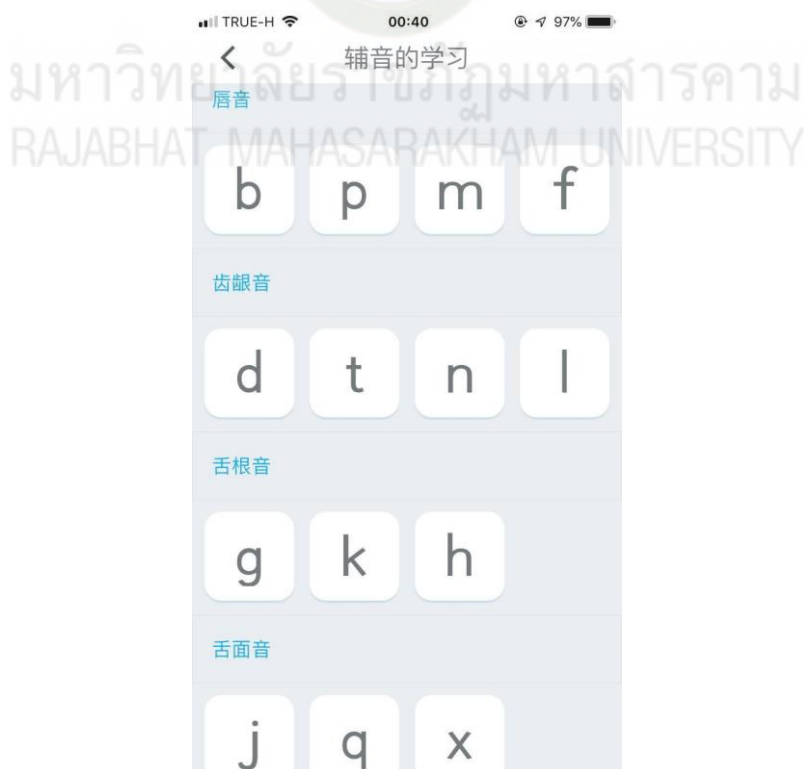 TRUE-H 00:40 97%
辅音的学习
มหาวิทยาลัยราชภัฏมหาสารคาม
唇音
RAJABHAT MAHASARAKHAM UNIVERSITY
b p m f
齿龈音
d t n l
舌根音
g k h
舌面音
j q x